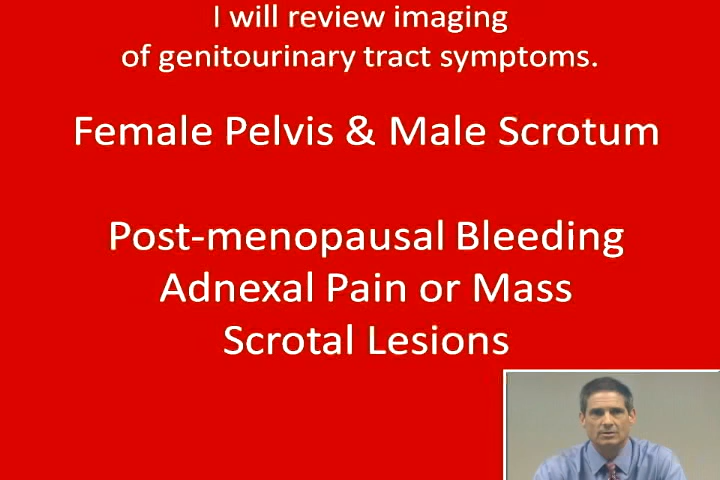 I will review imaging
of genitourinary tract symptoms.
Female Pelvis & Male Scrotum
Post-menopausal Bleeding
Adnexal Pain or Mass
Scrotal Lesions